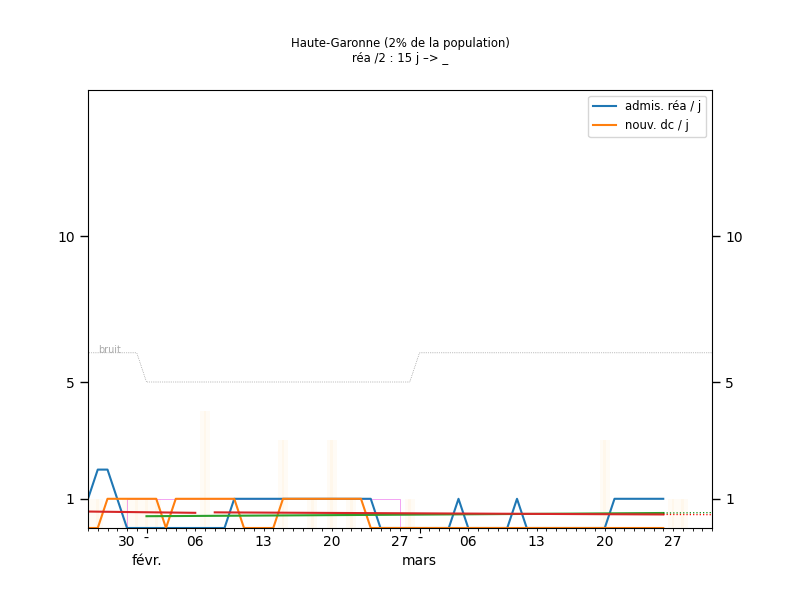 Haute-Garonne (2% de la population)
réa /2 : 15 j –> _
admis. réa / j
nouv. dc / j
10
10
bruit
5
5
1
1
30 - 06 13 20 27 - 06 13 20 27
févr. mars